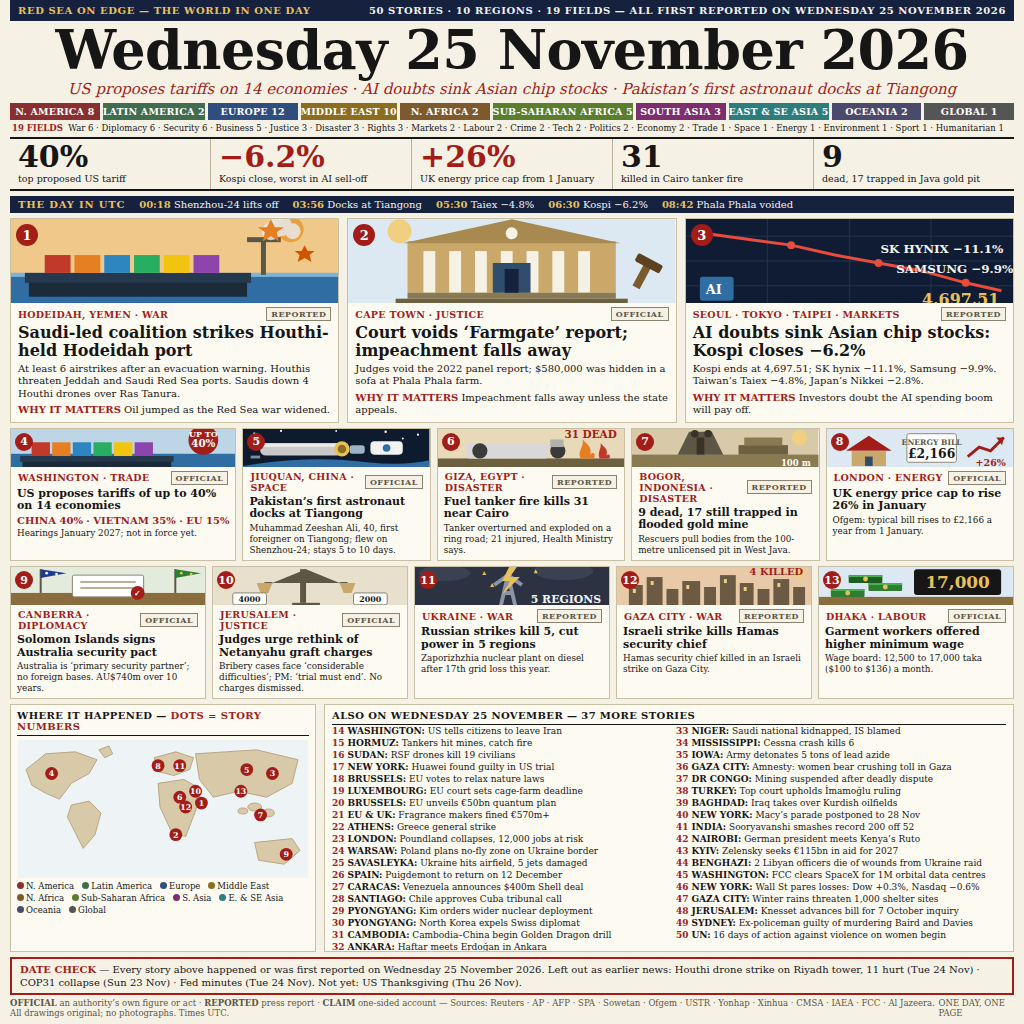 RED SEA ON EDGE — THE WORLD IN ONE DAY
50 STORIES · 10 REGIONS · 19 FIELDS — ALL FIRST REPORTED ON WEDNESDAY 25 NOVEMBER 2026
Wednesday 25 November 2026
US proposes tariffs on 14 economies · AI doubts sink Asian chip stocks · Pakistan’s first astronaut docks at Tiangong
N. AMERICA 8 LATIN AMERICA 2 EUROPE 12 MIDDLE EAST 10 N. AFRICA 2 SUB-SAHARAN AFRICA 5 SOUTH ASIA 3 EAST & SE ASIA 5 OCEANIA 2 GLOBAL 1
19 FIELDS War 6 · Diplomacy 6 · Security 6 · Business 5 · Justice 3 · Disaster 3 · Rights 3 · Markets 2 · Labour 2 · Crime 2 · Tech 2 · Politics 2 · Economy 2 · Trade 1 · Space 1 · Energy 1 · Environment 1 · Sport 1 · Humanitarian 1
40%
top proposed US tariff
−6.2%
Kospi close, worst in AI sell-off
+26%
UK energy price cap from 1 January
31
killed in Cairo tanker fire
9
dead, 17 trapped in Java gold pit
THE DAY IN UTC 00:18 Shenzhou-24 lifts off 03:56 Docks at Tiangong 05:30 Taiex −4.8% 06:30 Kospi −6.2% 08:42 Phala Phala voided
1
HODEIDAH, YEMEN · WAR
REPORTED
Saudi-led coalition strikes Houthi-
held Hodeidah port
At least 6 airstrikes after an evacuation warning. Houthis
threaten Jeddah and Saudi Red Sea ports. Saudis down 4
Houthi drones over Ras Tanura.
WHY IT MATTERS Oil jumped as the Red Sea war widened.
2
CAPE TOWN · JUSTICE
OFFICIAL
Court voids ‘Farmgate’ report;
impeachment falls away
Judges void the 2022 panel report; $580,000 was hidden in a
sofa at Phala Phala farm.
WHY IT MATTERS Impeachment falls away unless the state
appeals.
3
SK HYNIX −11.1%
SAMSUNG −9.9%
AI
4,697.51
SEOUL · TOKYO · TAIPEI · MARKETS
REPORTED
AI doubts sink Asian chip stocks:
Kospi closes −6.2%
Kospi ends at 4,697.51; SK hynix −11.1%, Samsung −9.9%.
Taiwan’s Taiex −4.8%, Japan’s Nikkei −2.8%.
WHY IT MATTERS Investors doubt the AI spending boom
will pay off.
4
UP TO
40%
WASHINGTON · TRADE
OFFICIAL
US proposes tariffs of up to 40%
on 14 economies
CHINA 40% · VIETNAM 35% · EU 15%
Hearings January 2027; not in force yet.
5
JIUQUAN, CHINA ·
SPACE
OFFICIAL
Pakistan’s first astronaut
docks at Tiangong
Muhammad Zeeshan Ali, 40, first
foreigner on Tiangong; flew on
Shenzhou-24; stays 5 to 10 days.
6
31 DEAD
GIZA, EGYPT ·
DISASTER
REPORTED
Fuel tanker fire kills 31
near Cairo
Tanker overturned and exploded on a
ring road; 21 injured, Health Ministry
says.
7
100 m
BOGOR,
INDONESIA ·
DISASTER
REPORTED
9 dead, 17 still trapped in
flooded gold mine
Rescuers pull bodies from the 100-
metre unlicensed pit in West Java.
8
ENERGY BILL
£2,166
+26%
LONDON · ENERGY
OFFICIAL
UK energy price cap to rise
26% in January
Ofgem: typical bill rises to £2,166 a
year from 1 January.
9
✓
CANBERRA ·
DIPLOMACY
OFFICIAL
Solomon Islands signs
Australia security pact
Australia is ‘primary security partner’;
no foreign bases. AU$740m over 10
years.
10
4000
2000
JERUSALEM ·
JUSTICE
OFFICIAL
Judges urge rethink of
Netanyahu graft charges
Bribery cases face ‘considerable
difficulties’; PM: ‘trial must end’. No
charges dismissed.
11
5 REGIONS
UKRAINE · WAR
REPORTED
Russian strikes kill 5, cut
power in 5 regions
Zaporizhzhia nuclear plant on diesel
after 17th grid loss this year.
12
4 KILLED
GAZA CITY · WAR
REPORTED
Israeli strike kills Hamas
security chief
Hamas security chief killed in an Israeli
strike on Gaza City.
13
17,000
DHAKA · LABOUR
OFFICIAL
Garment workers offered
higher minimum wage
Wage board: 12,500 to 17,000 taka
($100 to $136) a month.
WHERE IT HAPPENED — DOTS = STORY
NUMBERS
4
8
11
5
3
10
13
6
12
1
7
2
9
N. America Latin America Europe Middle East
N. Africa Sub-Saharan Africa S. Asia E. & SE Asia
Oceania Global
ALSO ON WEDNESDAY 25 NOVEMBER — 37 MORE STORIES
14 WASHINGTON: US tells citizens to leave Iran
15 HORMUZ: Tankers hit mines, catch fire
16 SUDAN: RSF drones kill 19 civilians
17 NEW YORK: Huawei found guilty in US trial
18 BRUSSELS: EU votes to relax nature laws
19 LUXEMBOURG: EU court sets cage-farm deadline
20 BRUSSELS: EU unveils €50bn quantum plan
21 EU & UK: Fragrance makers fined €570m+
22 ATHENS: Greece general strike
23 LONDON: Poundland collapses, 12,000 jobs at risk
24 WARSAW: Poland plans no-fly zone on Ukraine border
25 SAVASLEYKA: Ukraine hits airfield, 5 jets damaged
26 SPAIN: Puigdemont to return on 12 December
27 CARACAS: Venezuela announces $400m Shell deal
28 SANTIAGO: Chile approves Cuba tribunal call
29 PYONGYANG: Kim orders wider nuclear deployment
30 PYONGYANG: North Korea expels Swiss diplomat
31 CAMBODIA: Cambodia–China begin Golden Dragon drill
32 ANKARA: Haftar meets Erdoğan in Ankara
33 NIGER: Saudi national kidnapped, IS blamed
34 MISSISSIPPI: Cessna crash kills 6
35 IOWA: Army detonates 5 tons of lead azide
36 GAZA CITY: Amnesty: women bear crushing toll in Gaza
37 DR CONGO: Mining suspended after deadly dispute
38 TURKEY: Top court upholds İmamoğlu ruling
39 BAGHDAD: Iraq takes over Kurdish oilfields
40 NEW YORK: Macy’s parade postponed to 28 Nov
41 INDIA: Sooryavanshi smashes record 200 off 52
42 NAIROBI: German president meets Kenya’s Ruto
43 KYIV: Zelensky seeks €115bn in aid for 2027
44 BENGHAZI: 2 Libyan officers die of wounds from Ukraine raid
45 WASHINGTON: FCC clears SpaceX for 1M orbital data centres
46 NEW YORK: Wall St pares losses: Dow +0.3%, Nasdaq −0.6%
47 GAZA CITY: Winter rains threaten 1,000 shelter sites
48 JERUSALEM: Knesset advances bill for 7 October inquiry
49 SYDNEY: Ex-policeman guilty of murdering Baird and Davies
50 UN: 16 days of action against violence on women begin
DATE CHECK — Every story above happened or was first reported on Wednesday 25 November 2026. Left out as earlier news: Houthi drone strike on Riyadh tower, 11 hurt (Tue 24 Nov) ·
COP31 collapse (Sun 23 Nov) · Fed minutes (Tue 24 Nov). Not yet: US Thanksgiving (Thu 26 Nov).
OFFICIAL an authority’s own figure or act · REPORTED press report · CLAIM one-sided account — Sources: Reuters · AP · AFP · SPA · Sowetan · Ofgem · USTR · Yonhap · Xinhua · CMSA · IAEA · FCC · Al Jazeera.
All drawings original; no photographs. Times UTC.
ONE DAY, ONE
PAGE